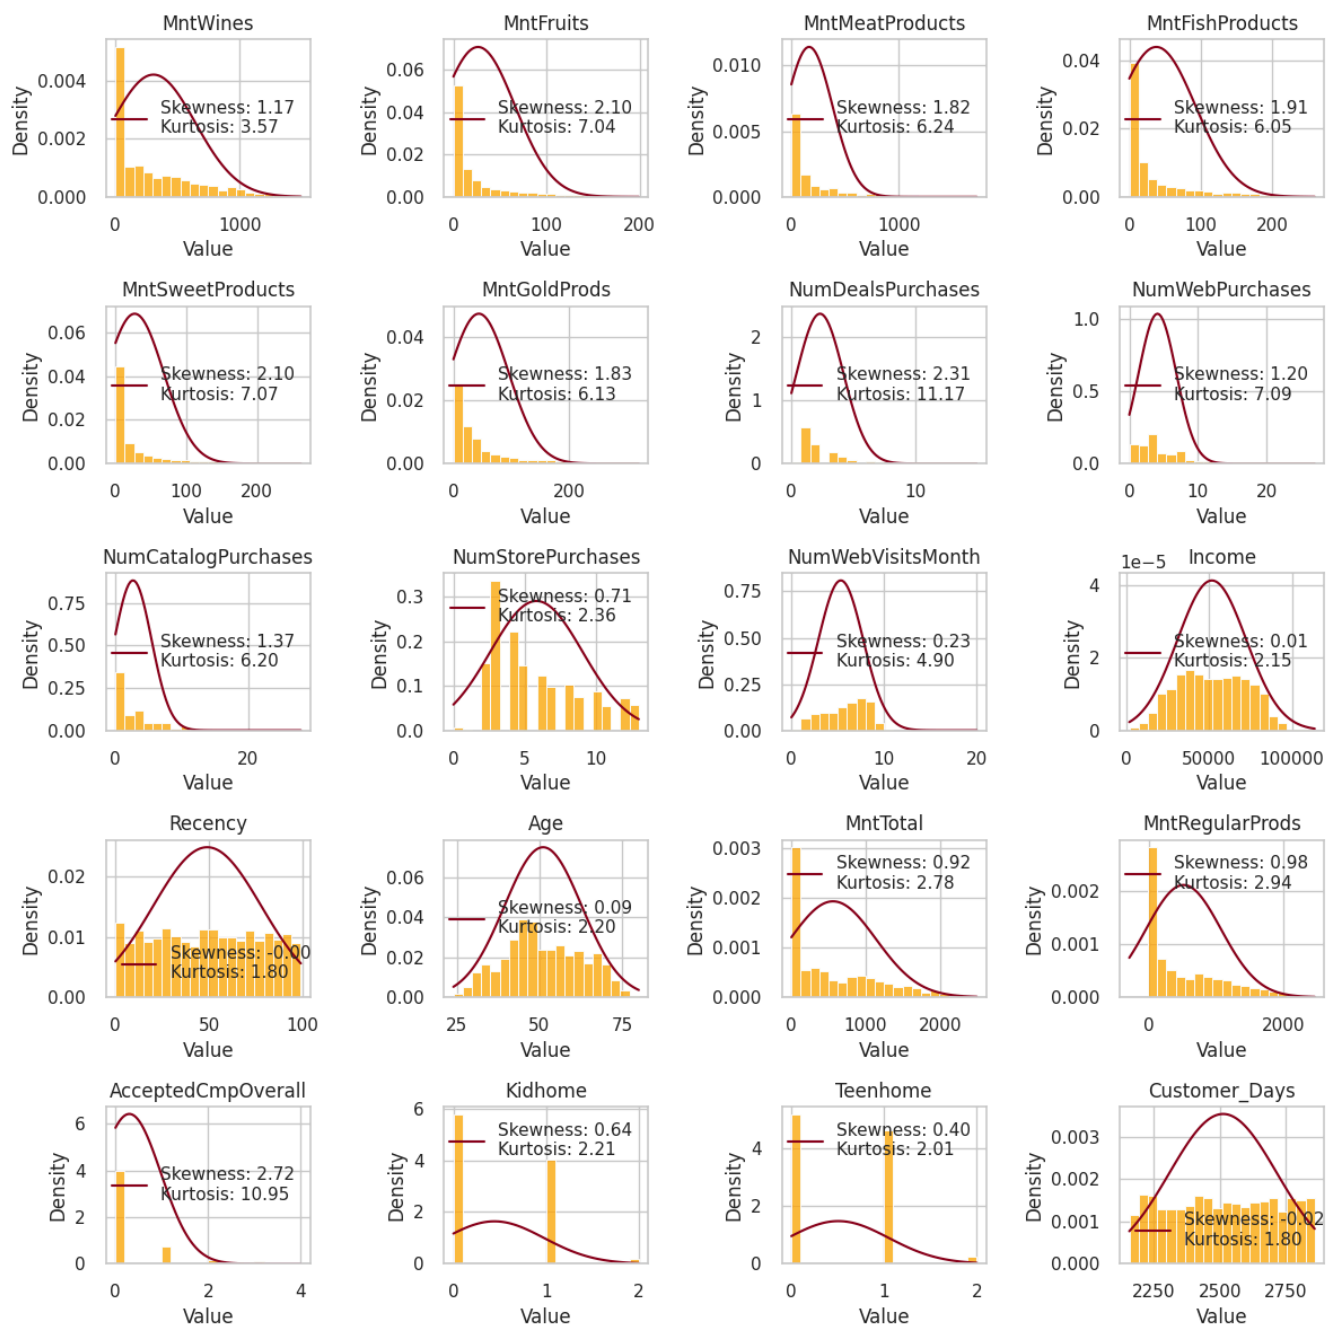 MntWines
MntFruits
MntMeatProducts
MntFishProducts
Density
0.004
0.002
0.000
Skewness: 1.17
Kurtosis: 3.57
0
1000
Value
Density
0.06
0.04
0.02
0.00
Skewness: 2.10
Kurtosis: 7.04
0
100
200
Value
Density
0.010
0.005
0.000
Skewness: 1.82
Kurtosis: 6.24
0
1000
Value
Density
0.04
0.02
0.00
Skewness: 1.91
Kurtosis: 6.05
0
100
200
Value
MntSweetProducts
MntGoldProds
NumDealsPurchases
NumWebPurchases
Density
0.06
0.04
0.02
0.00
Skewness: 2.10
Kurtosis: 7.07
0
100
200
Value
Density
0.04
0.02
0.00
Skewness: 1.83
Kurtosis: 6.13
0
200
Value
Density
2
1
0
Skewness: 2.31
Kurtosis: 11.17
0
10
Value
Density
1.0
0.5
0.0
Skewness: 1.20
Kurtosis: 7.09
0
10
20
Value
NumCatalogPurchases
NumStorePurchases
NumWebVisitsMonth
Income
Density
0.75
0.50
0.25
0.00
Skewness: 1.37
Kurtosis: 6.20
0
20
Value
Density
0.3
0.2
0.1
0.0
Skewness: 0.71
Kurtosis: 2.36
0
10
Value
Density
0.75
0.50
0.25
0.00
Skewness: 0.23
Kurtosis: 4.90
0
10
20
Value
1e−5
Density
4
2
0
Skewness: 0.01
Kurtosis: 2.15
0
50000
100000
Value
Recency
Age
MntTotal
MntRegularProds
Density
0.02
0.01
0.00
Skewness: -0.00
Kurtosis: 1.80
0
50
100
Value
Density
0.06
0.04
0.02
0.00
Skewness: 0.09
Kurtosis: 2.20
25
50
75
Value
Density
0.003
0.002
0.001
0.000
Skewness: 0.92
Kurtosis: 2.78
0
1000
2000
Value
Density
0.002
0.001
0.000
Skewness: 0.98
Kurtosis: 2.94
0
2000
Value
AcceptedCmpOverall
Kidhome
Teenhome
Customer_Days
Density
6
4
2
0
Skewness: 2.72
Kurtosis: 10.95
0
2
4
Value
Density
6
4
2
0
Skewness: 0.64
Kurtosis: 2.21
0
1
2
Value
Density
4
2
0
Skewness: 0.40
Kurtosis: 2.01
0
1
2
Value
Density
0.003
0.002
0.001
0.000
Skewness: -0.02
Kurtosis: 1.80
2250
2500
2750
Value